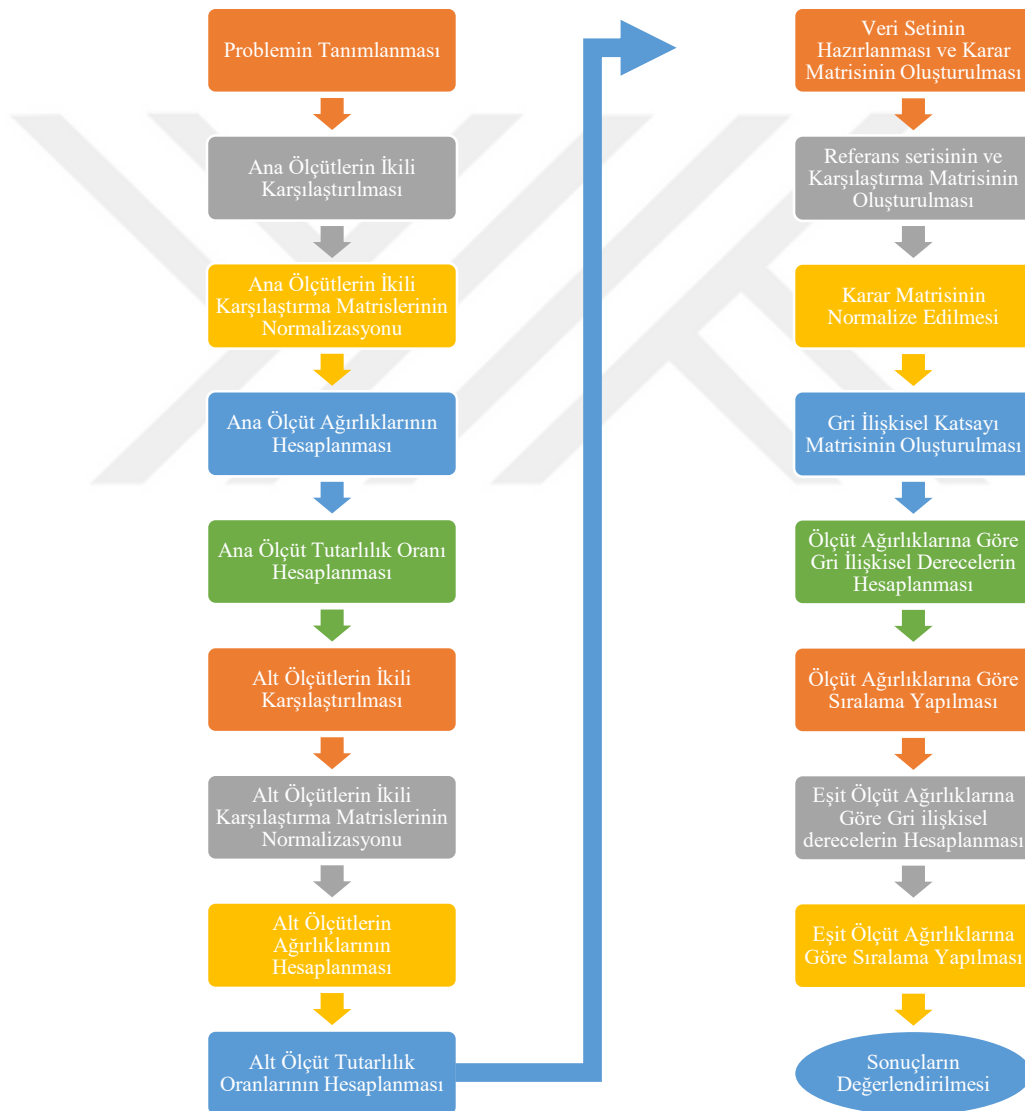 Problemin Tanımlanması
Ana Ölçütlerin İkili
Karşılaştırılması
Ana Ölçütlerin İkili
Karşılaştırma Matrislerinin
Normalizasyonu
Ana Ölçüt Ağırlıklarının
Hesaplanması
Ana Ölçüt Tutarlılık Oranı
Hesaplanması
Alt Ölçütlerin İkili
Karşılaştırılması
Alt Ölçütlerin İkili
Karşılaştırma Matrislerinin
Normalizasyonu
Alt Ölçütlerin
Ağırlıklarının
Hesaplanması
Alt Ölçüt Tutarlılık
Oranlarının Hesaplanması
Veri Setinin
Hazırlanması ve Karar
Matrisinin Oluşturulması
Referans serisinin ve
Karşılaştırma Matrisinin
Oluşturulması
Karar Matrisinin
Normalize Edilmesi
Gri İlişkisel Katsayı
Matrisinin Oluşturulması
Ölçüt Ağırlıklarına Göre
Gri İlişkisel Derecelerin
Hesaplanması
Ölçüt Ağırlıklarına Göre
Sıralama Yapılması
Eşit Ölçüt Ağırlıklarına
Göre Gri ilişkisel
derecelerin Hesaplanması
Eşit Ölçüt Ağırlıklarına
Göre Sıralama Yapılması
Sonuçların
Değerlendirilmesi